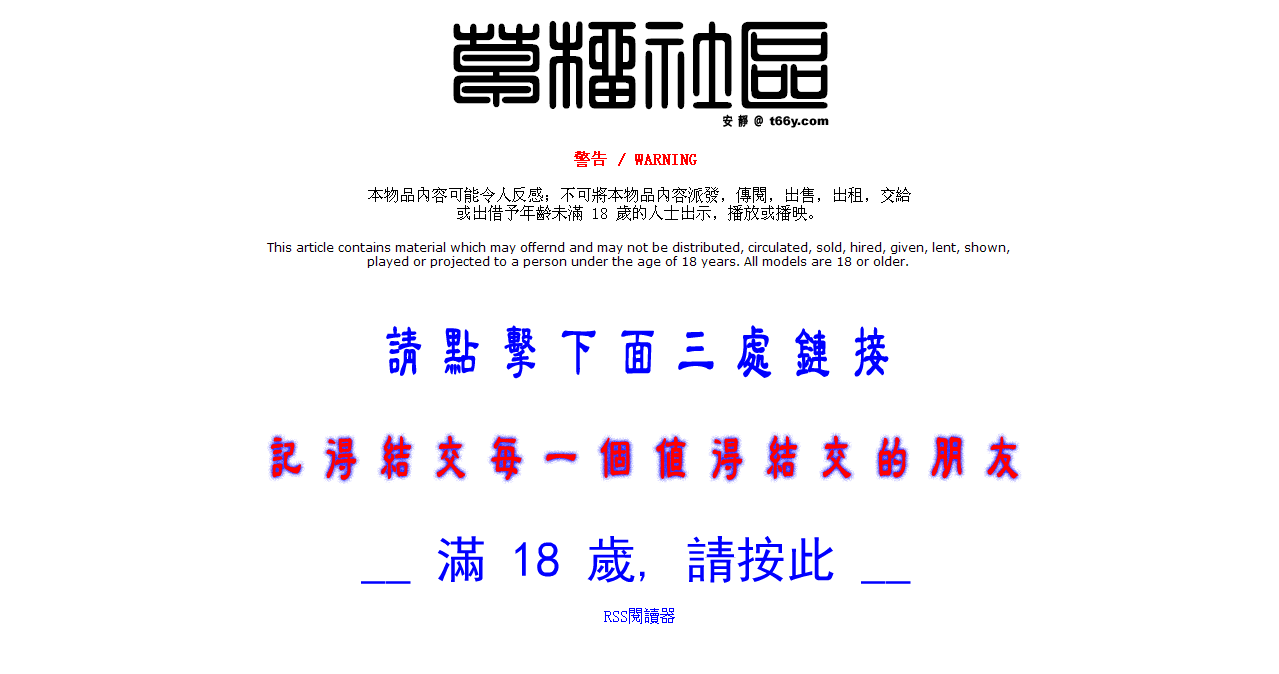 草榴社區
安靜 @ t66y.com
警告 / WARNING
本物品內容可能令人反感；不可將本物品內容派發，傳閱，出售，出租，交給
或出借予年齡未滿 18 歲的人士出示，播放或播映。
This article contains material which may offernd and may not be distributed, circulated, sold, hired, given, lent, shown,
played or projected to a person under the age of 18 years. All models are 18 or older.
請點擊下面三處鏈接
記得結交每一個值得結交的朋友
__ 滿 18 歲, 請按此 __
RSS閱讀器